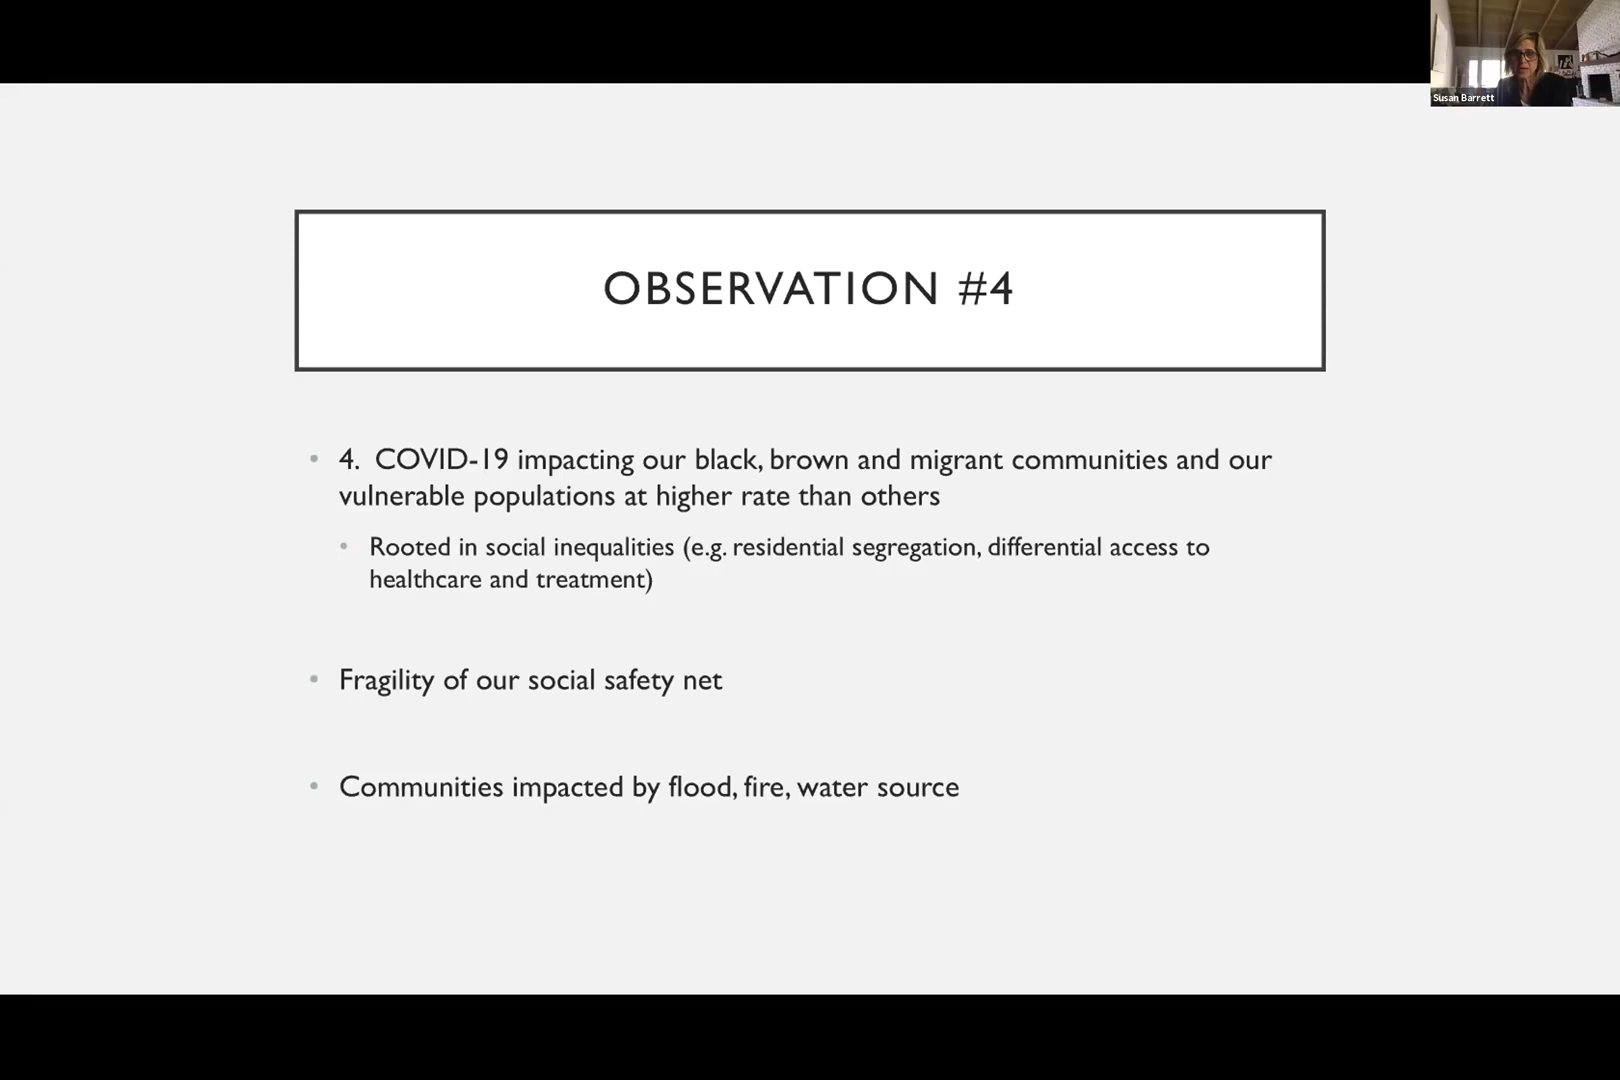 Susan Barrett
OBSERVATION #4
• 4. COVID-19 impacting our black, brown and migrant communities and our
vulnerable populations at higher rate than others
• Rooted in social inequalities (e.g. residential segregation, differential access to
healthcare and treatment)
• Fragility of our social safety net
• Communities impacted by flood, fire, water source